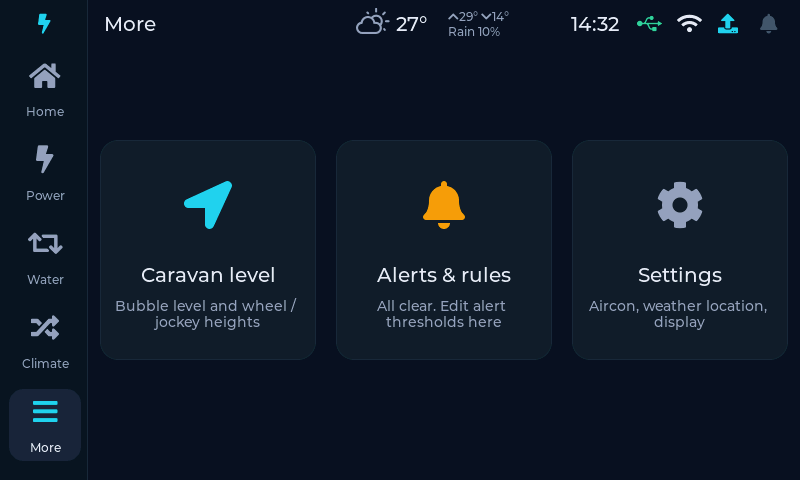 More
27°
29° 14°
Rain 10%
14:32
Home
Power
Water
Climate
More
Caravan level
Bubble level and wheel /
jockey heights
Alerts & rules
All clear. Edit alert
thresholds here
Settings
Aircon, weather location,
display